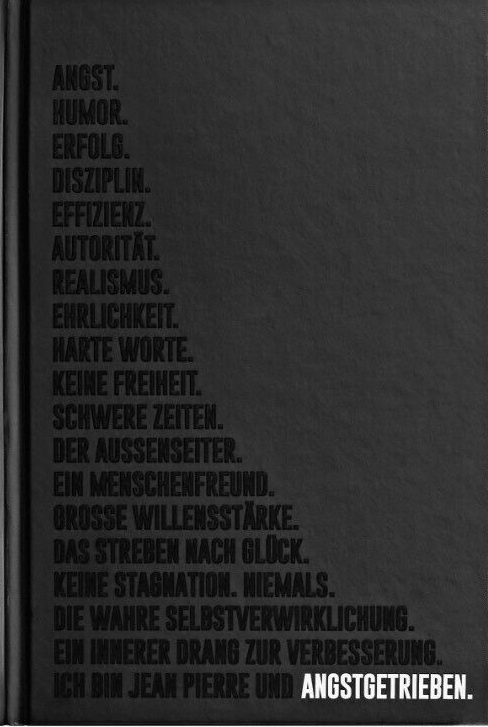 ANGST.
HUMOR.
ERFOLG.
DISZIPLIN.
EFFIZIENZ.
AUTORITÄT.
REALISMUS.
EHRLICHKEIT.
HARTE WORTE.
KEINE FREIHEIT.
SCHWERE ZEITEN.
DER AUSSENSEITER.
EIN MENSCHENFREUND.
GROSSE WILLENSSTÄRKE.
DAS STREBEN NACH GLÜCK.
KEINE STAGNATION. NIEMALS.
DIE WAHRE SELBSTVERWIRKLICHUNG.
EIN INNERER DRANG ZUR VERBESSERUNG.
ICH BIN JEAN PIERRE UND ANGSTGETRIEBEN.